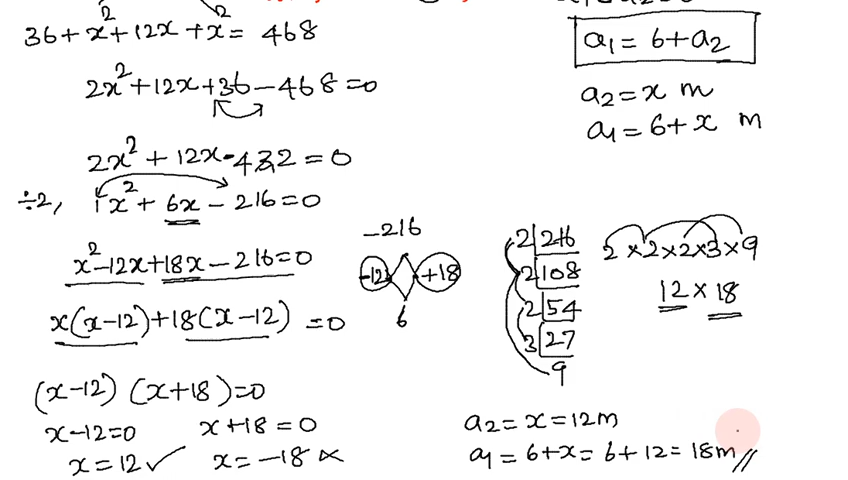 36 + x² + 12x + x² = 468
2x² + 12x + 36 - 468 = 0
2x² + 12x - 432 = 0
÷2, 1x² + 6x - 216 = 0
x² - 12x + 18x - 216 = 0
x(x-12) + 18(x-12) = 0
(x-12) (x+18) = 0
x-12=0 x+18=0
x = 12 ✓ x = -18 ×
-216
-12 +18
6
2 | 216
2 | 108
2 | 54
3 | 27
9
2 × 2 × 2 × 3 × 9
12 × 18
a₁ = 6 + a₂
a₂ = x m
a₁ = 6 + x m
a₂ = x = 12m
a₁ = 6 + x = 6 + 12 = 18m //